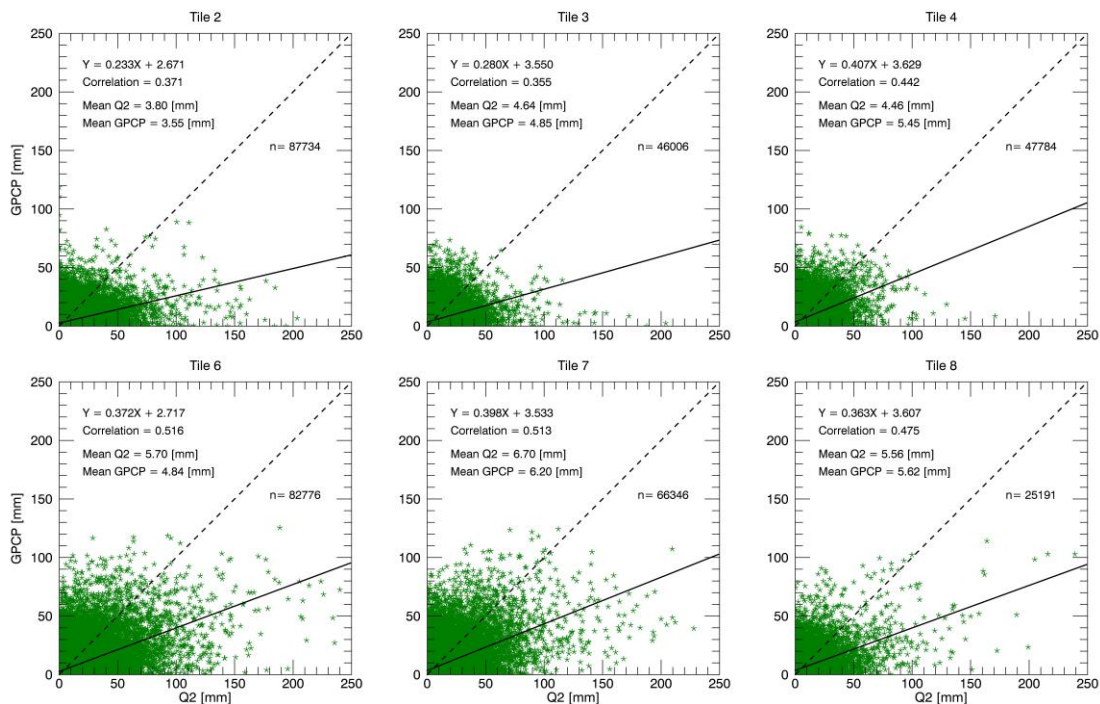 Tile 2
250
200
150
100
50
0
GPCP [mm]
Y = 0.233X + 2.671
Correlation = 0.371
Mean Q2 = 3.80 [mm]
Mean GPCP = 3.55 [mm]
n= 87734
0 50 100 150 200 250
Tile 3
250
200
150
100
50
0
Y = 0.280X + 3.550
Correlation = 0.355
Mean Q2 = 4.64 [mm]
Mean GPCP = 4.85 [mm]
n= 46006
0 50 100 150 200 250
Tile 4
250
200
150
100
50
0
Y = 0.407X + 3.629
Correlation = 0.442
Mean Q2 = 4.46 [mm]
Mean GPCP = 5.45 [mm]
n= 47784
0 50 100 150 200 250
Tile 6
250
200
150
100
50
0
GPCP [mm]
Y = 0.372X + 2.717
Correlation = 0.516
Mean Q2 = 5.70 [mm]
Mean GPCP = 4.84 [mm]
n= 82776
0 50 100 150 200 250
Q2 [mm]
Tile 7
250
200
150
100
50
0
Y = 0.398X + 3.533
Correlation = 0.513
Mean Q2 = 6.70 [mm]
Mean GPCP = 6.20 [mm]
n= 66346
0 50 100 150 200 250
Q2 [mm]
Tile 8
250
200
150
100
50
0
Y = 0.363X + 3.607
Correlation = 0.475
Mean Q2 = 5.56 [mm]
Mean GPCP = 5.62 [mm]
n= 25191
0 50 100 150 200 250
Q2 [mm]